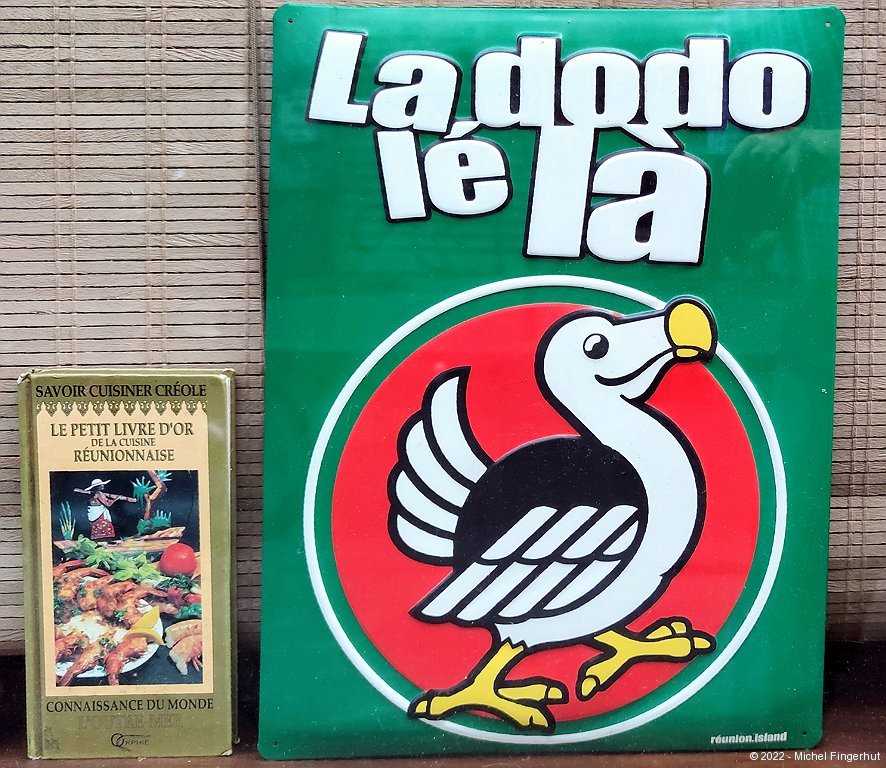 La dodo
lé là
réunion.island
SAVOIR CUISINER CRÉOLE
LE PETIT LIVRE D'OR
DE LA CUISINE
RÉUNIONNAISE
CONNAISSANCE DU MONDE
L'OUTRE MER
ORPHIE
© 2022 - Michel Fingerhut